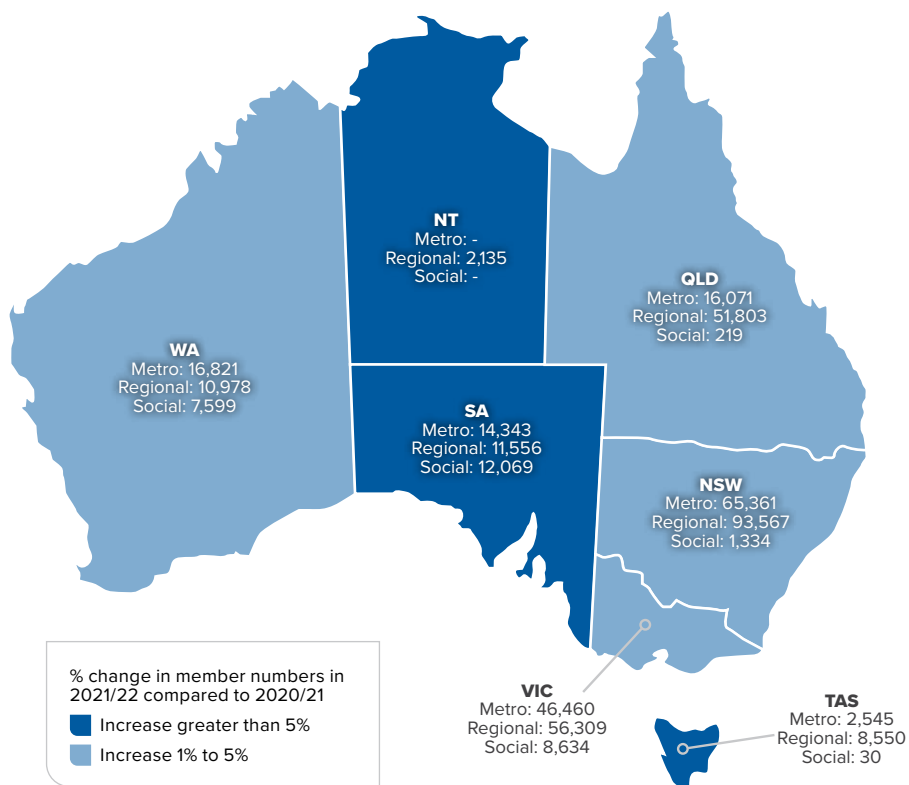 NT
Metro: -
Regional: 2,135
Social: -
QLD
Metro: 16,071
Regional: 51,803
Social: 219
WA
Metro: 16,821
Regional: 10,978
Social: 7,599
SA
Metro: 14,343
Regional: 11,556
Social: 12,069
NSW
Metro: 65,361
Regional: 93,567
Social: 1,334
VIC
Metro: 46,460
Regional: 56,309
Social: 8,634
TAS
Metro: 2,545
Regional: 8,550
Social: 30
% change in member numbers in
2021/22 compared to 2020/21
Increase greater than 5%
Increase 1% to 5%